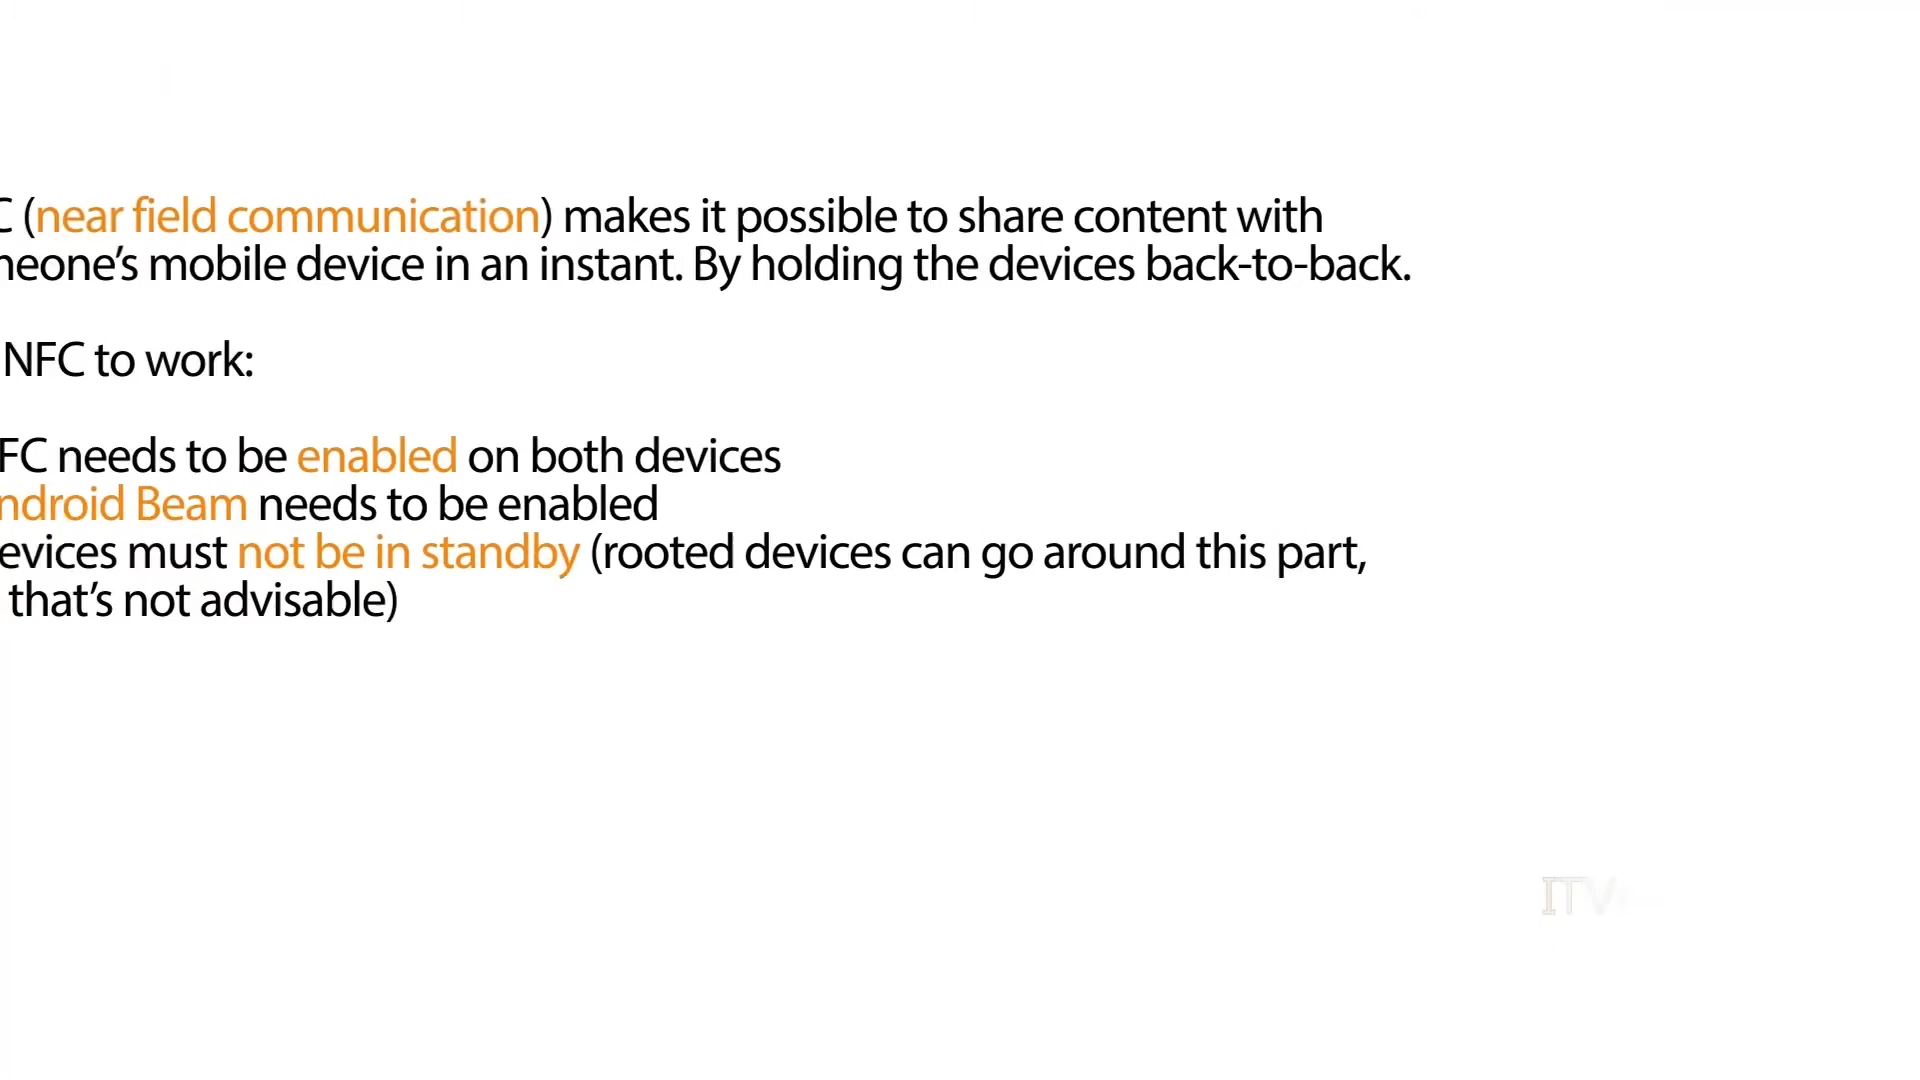 C (near field communication) makes it possible to share content with
neone’s mobile device in an instant. By holding the devices back-to-back.
NFC to work:
FC needs to be enabled on both devices
ndroid Beam needs to be enabled
evices must not be in standby (rooted devices can go around this part,
that’s not advisable)
ITV